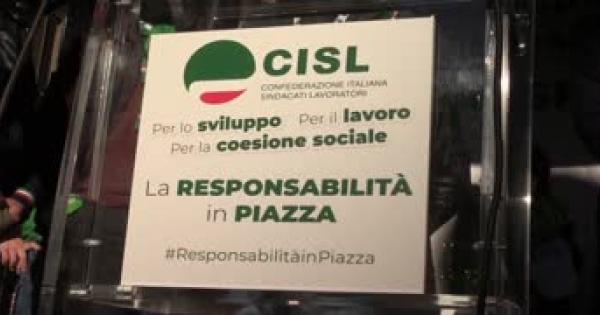 CISL
CONFEDERAZIONE ITALIANA
SINDACATI LAVORATORI
Per lo sviluppo Per il lavoro
Per la coesione sociale
La RESPONSABILITÀ
in PIAZZA
#ResponsabilitàinPiazza